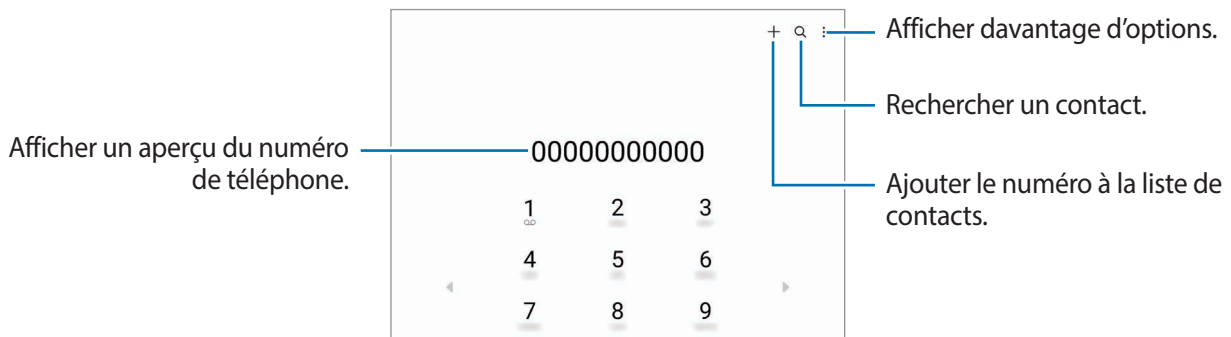 Afficher davantage d'options.
Rechercher un contact.
Afficher un aperçu du numéro
de téléphone.
00000000000
Ajouter le numéro à la liste de
contacts.
1 2 3
4 5 6
7 8 9